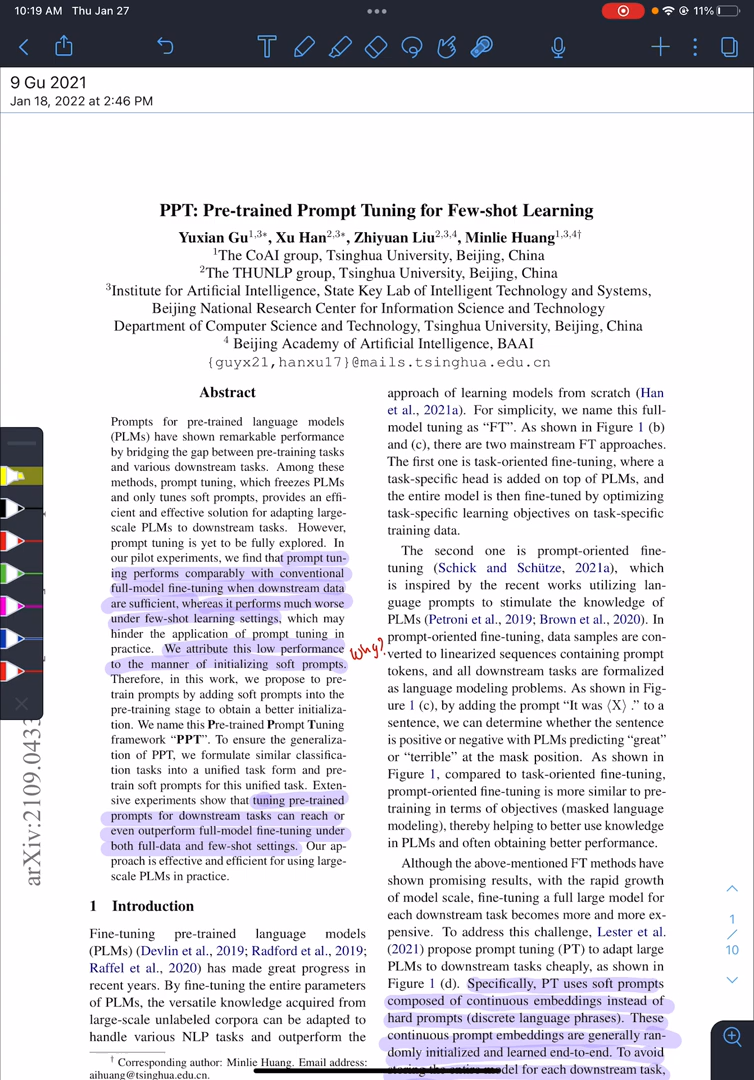 10:19 AM Thu Jan 27
11%
9 Gu 2021
Jan 18, 2022 at 2:46 PM
PPT: Pre-trained Prompt Tuning for Few-shot Learning
Yuxian Gu1,3∗, Xu Han2,3∗, Zhiyuan Liu2,3,4, Minlie Huang1,3,4†
1The CoAI group, Tsinghua University, Beijing, China
2The THUNLP group, Tsinghua University, Beijing, China
3Institute for Artificial Intelligence, State Key Lab of Intelligent Technology and Systems,
Beijing National Research Center for Information Science and Technology
Department of Computer Science and Technology, Tsinghua University, Beijing, China
4 Beijing Academy of Artificial Intelligence, BAAI
{guyx21,hanxu17}@mails.tsinghua.edu.cn
Abstract
Prompts for pre-trained language models
(PLMs) have shown remarkable performance
by bridging the gap between pre-training tasks
and various downstream tasks. Among these
methods, prompt tuning, which freezes PLMs
and only tunes soft prompts, provides an effi-
cient and effective solution for adapting large-
scale PLMs to downstream tasks. However,
prompt tuning is yet to be fully explored. In
our pilot experiments, we find that prompt tun-
ing performs comparably with conventional
full-model fine-tuning when downstream data
are sufficient, whereas it performs much worse
under few-shot learning settings, which may
hinder the application of prompt tuning in
practice. We attribute this low performance
to the manner of initializing soft prompts.
Therefore, in this work, we propose to pre-
train prompts by adding soft prompts into the
pre-training stage to obtain a better initializa-
tion. We name this Pre-trained Prompt Tuning
framework “PPT”. To ensure the generaliza-
tion of PPT, we formulate similar classifica-
tion tasks into a unified task form and pre-
train soft prompts for this unified task. Exten-
sive experiments show that tuning pre-trained
prompts for downstream tasks can reach or
even outperform full-model fine-tuning under
both full-data and few-shot settings. Our ap-
proach is effective and efficient for using large-
scale PLMs in practice.
Why?
1 Introduction
Fine-tuning pre-trained language models
(PLMs) (Devlin et al., 2019; Radford et al., 2019;
Raffel et al., 2020) has made great progress in
recent years. By fine-tuning the entire parameters
of PLMs, the versatile knowledge acquired from
large-scale unlabeled corpora can be adapted to
handle various NLP tasks and outperform the
† Corresponding author: Minlie Huang. Email address:
aihuang@tsinghua.edu.cn.
approach of learning models from scratch (Han
et al., 2021a). For simplicity, we name this full-
model tuning as “FT”. As shown in Figure 1 (b)
and (c), there are two mainstream FT approaches.
The first one is task-oriented fine-tuning, where a
task-specific head is added on top of PLMs, and
the entire model is then fine-tuned by optimizing
task-specific learning objectives on task-specific
training data.
The second one is prompt-oriented fine-
tuning (Schick and Schütze, 2021a), which
is inspired by the recent works utilizing lan-
guage prompts to stimulate the knowledge of
PLMs (Petroni et al., 2019; Brown et al., 2020). In
prompt-oriented fine-tuning, data samples are con-
verted to linearized sequences containing prompt
tokens, and all downstream tasks are formalized
as language modeling problems. As shown in Fig-
ure 1 (c), by adding the prompt “It was ⟨X⟩ .” to a
sentence, we can determine whether the sentence
is positive or negative with PLMs predicting “great”
or “terrible” at the mask position. As shown in
Figure 1, compared to task-oriented fine-tuning,
prompt-oriented fine-tuning is more similar to pre-
training in terms of objectives (masked language
modeling), thereby helping to better use knowledge
in PLMs and often obtaining better performance.
Although the above-mentioned FT methods have
shown promising results, with the rapid growth
of model scale, fine-tuning a full large model for
each downstream task becomes more and more ex-
pensive. To address this challenge, Lester et al.
(2021) propose prompt tuning (PT) to adapt large
PLMs to downstream tasks cheaply, as shown in
Figure 1 (d). Specifically, PT uses soft prompts
composed of continuous embeddings instead of
hard prompts (discrete language phrases). These
continuous prompt embeddings are generally ran-
domly initialized and learned end-to-end. To avoid
storing the entire model for each downstream task,
arXiv:2109.0433
1
/
10